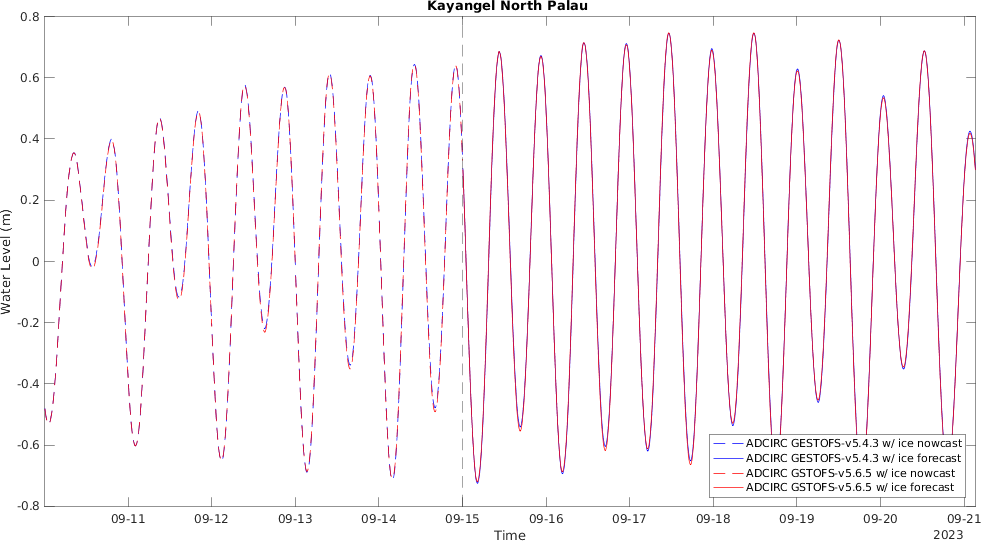 Kayangel North Palau
0.8
0.6
0.4
0.2
0
-0.2
-0.4
-0.6
-0.8
Water Level (m)
ADCIRC GESTOFS-v5.4.3 w/ ice nowcast
ADCIRC GESTOFS-v5.4.3 w/ ice forecast
ADCIRC GSTOFS-v5.6.5 w/ ice nowcast
ADCIRC GSTOFS-v5.6.5 w/ ice forecast
09-11 09-12 09-13 09-14 09-15 09-16 09-17 09-18 09-19 09-20 09-21
Time
2023